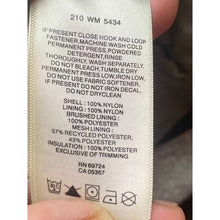 210 WM 5434
IF PRESENT CLOSE HOOK AND LOOP
FASTENER, MACHINE WASH COLD
PERMANENT PRESS, POWDERED
DETERGENT, RINSE
THOROUGHLY, WASH SEPARATELY,
DO NOT BLEACH, TUMBLE DRY
PERMANENT PRESS LOW, IRON LOW,
DO NOT USE FABRIC SOFTENER,
IF PRESENT DO NOT IRON DECAL,
DO NOT DRYCLEAN
SHELL : 100% NYLON
LINING : 100% NYLON
BRUSHED LINING :
100% POLYESTER
MESH LINING :
57% RECYCLED POLYESTER
43% POLYESTER
INSULATION : 100% POLYESTER
EXCLUSIVE OF TRIMMING
RN 69724
CA 05367